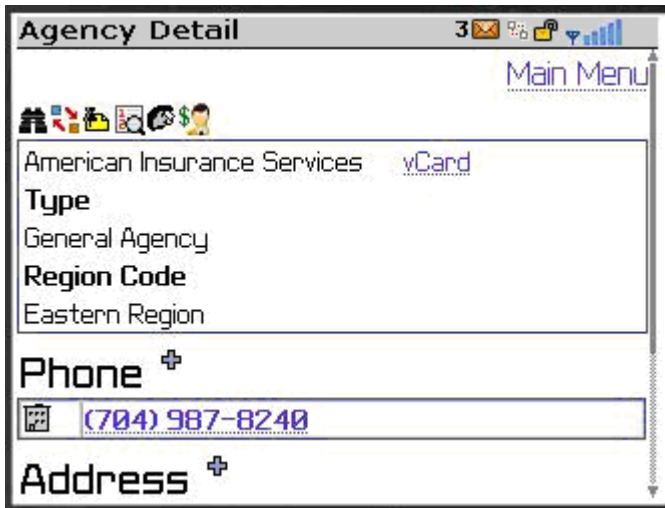 Agency Detail 3
Main Menu
American Insurance Services vCard
Type
General Agency
Region Code
Eastern Region
Phone
(704) 987-8240
Address